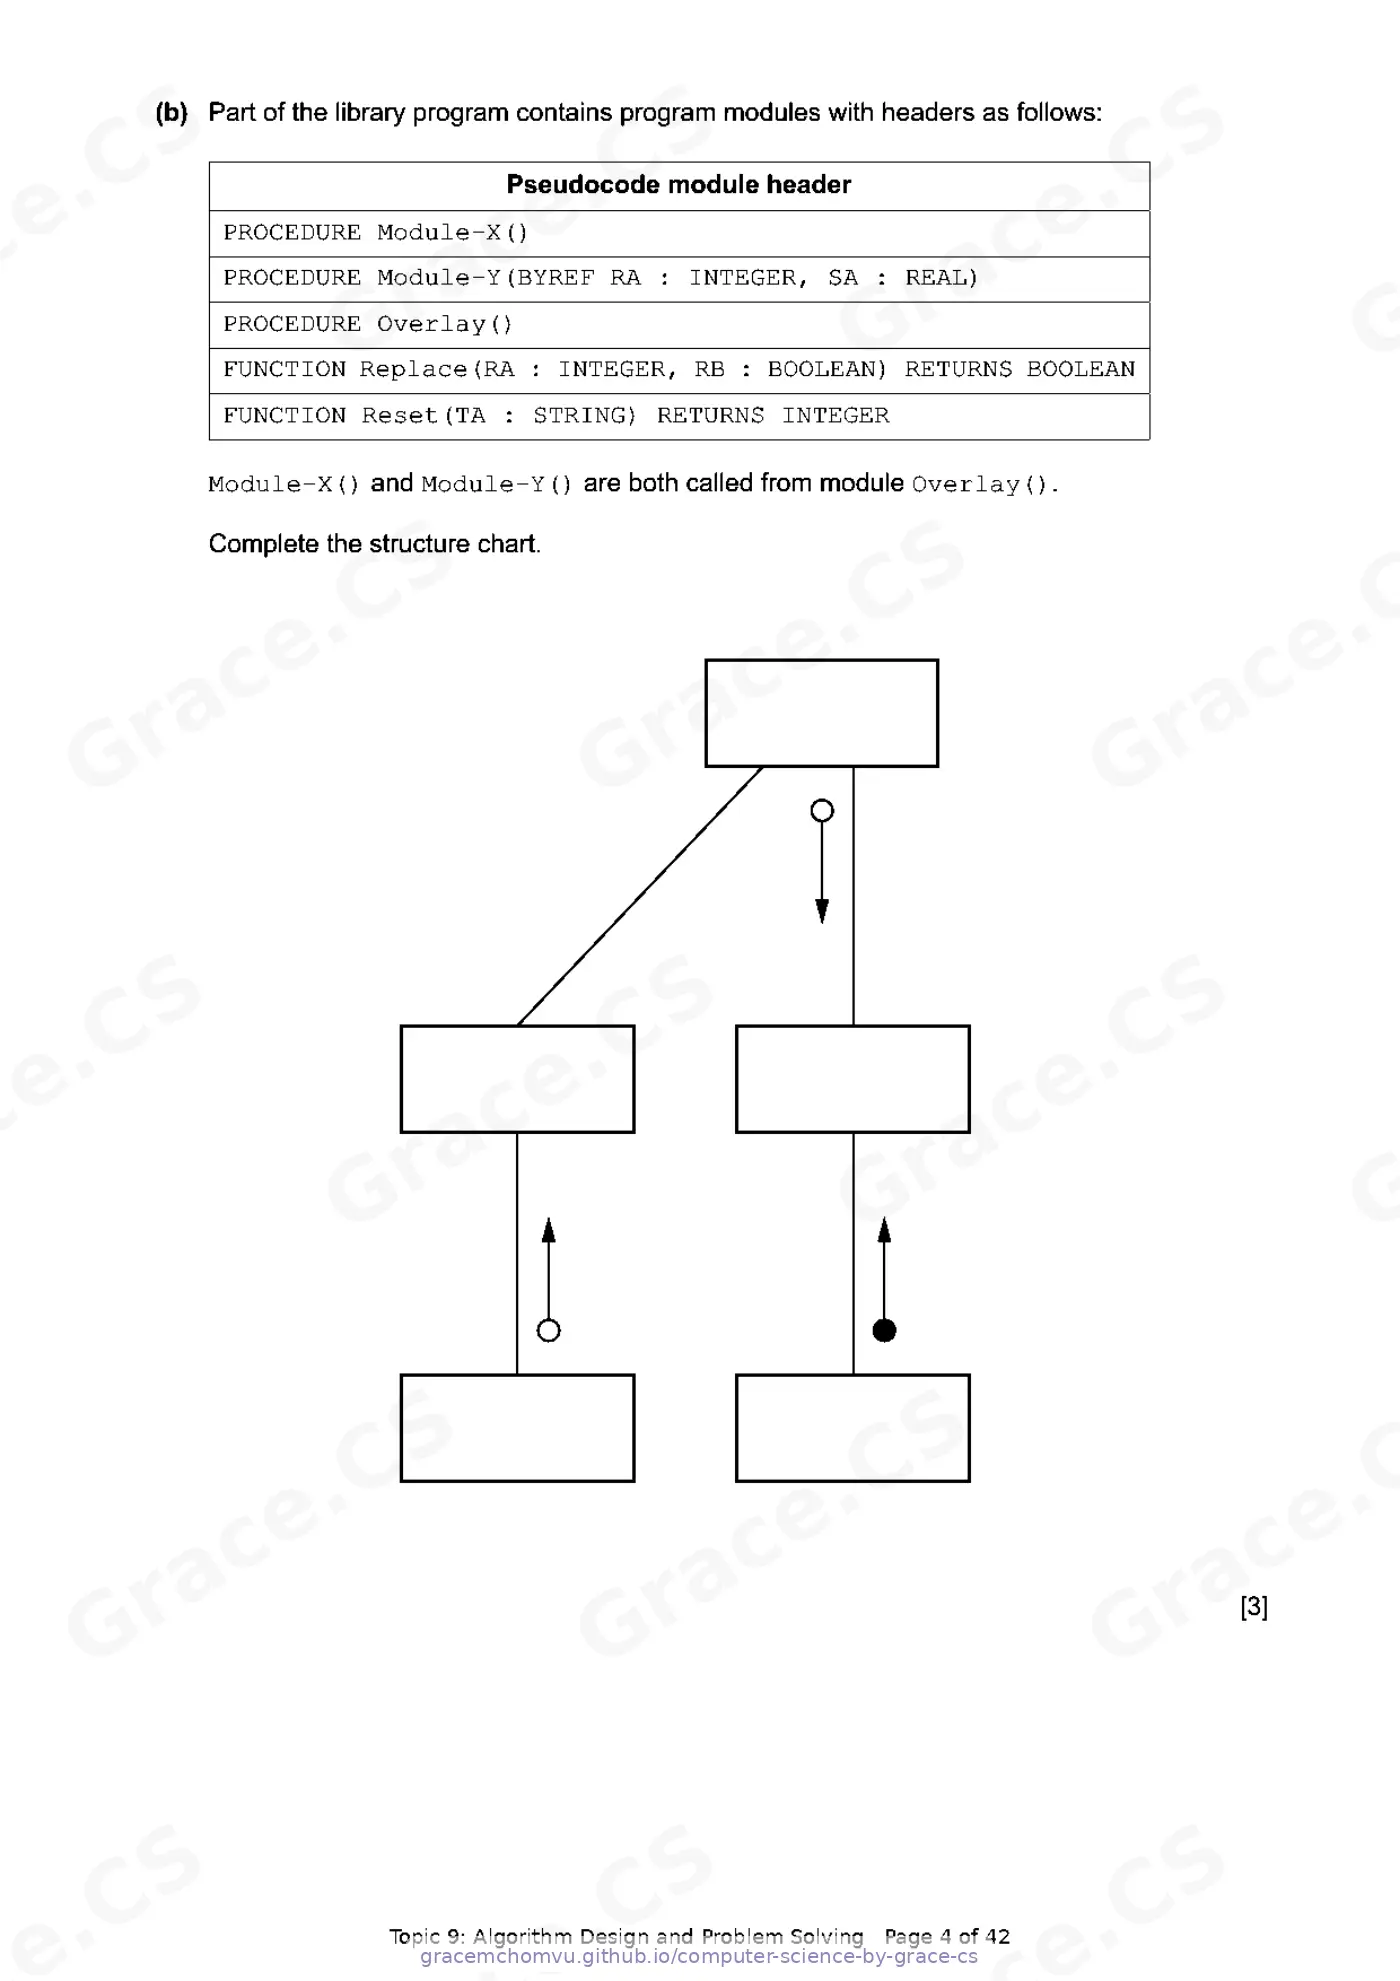 (b) Part of the library program contains program modules with headers as follows:
Pseudocode module header
PROCEDURE Module-X()
PROCEDURE Module-Y(BYREF RA : INTEGER, SA : REAL)
PROCEDURE Overlay()
FUNCTION Replace(RA : INTEGER, RB : BOOLEAN) RETURNS BOOLEAN
FUNCTION Reset(TA : STRING) RETURNS INTEGER
Module-X() and Module-Y() are both called from module Overlay().
Complete the structure chart.
[3]
Topic 9: Algorithm Design and Problem Solving Page 4 of 42
gracemchomvu.github.io/computer-science-by-grace-cs
Grace.CS